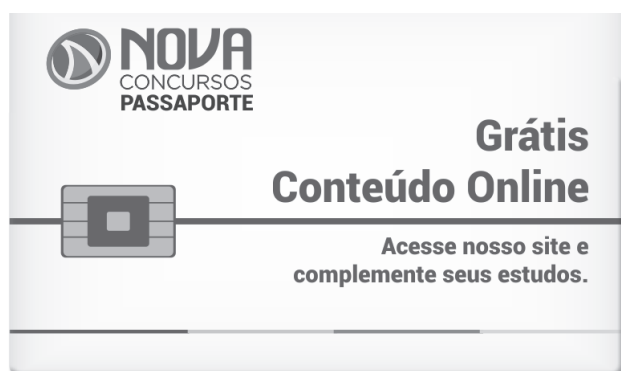 NOVA
CONCURSOS
PASSAPORTE
Grátis
Conteúdo Online
Acesse nosso site e
complemente seus estudos.